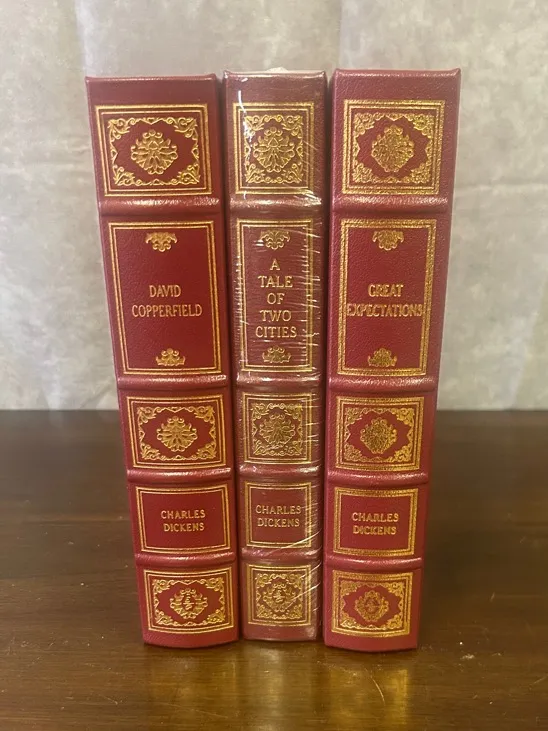 DAVID
COPPERFIELD
CHARLES
DICKENS
A
TALE
OF
TWO
CITIES
CHARLES
DICKENS
GREAT
EXPECTATIONS
CHARLES
DICKENS